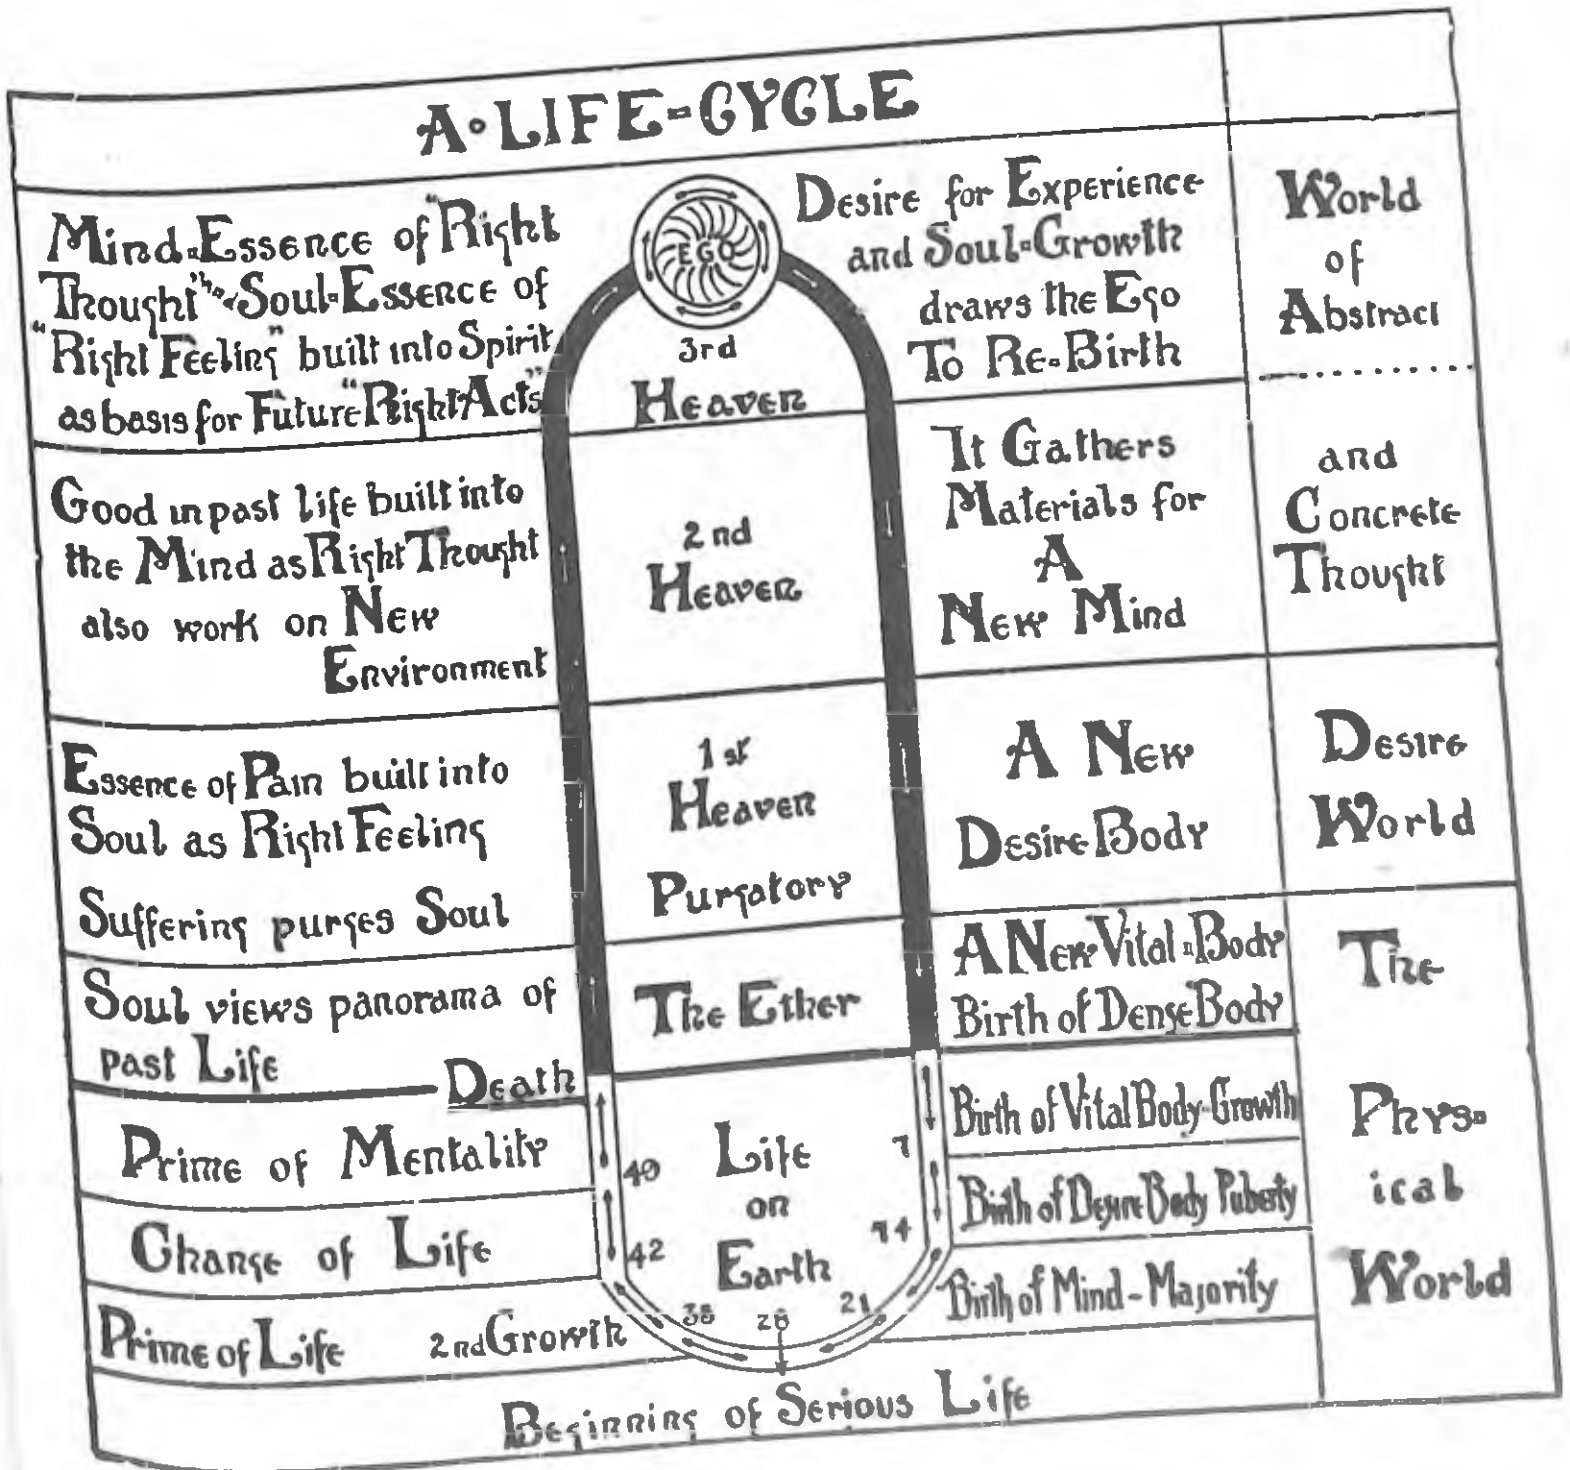 A·LIFE-CYCLE
Mind-Essence of "Right
Thought" and Soul-Essence of
"Right Feeling" built into Spirit
as basis for Future "Right Acts"
EGO
3rd
Heaven
Desire for Experience
and Soul-Growth
draws the Ego
To Re-Birth
World
of
Abstract
Good in past life built into
the Mind as Right Thought
also work on New
Environment
2nd
Heaven
It Gathers
Materials for
A
New Mind
and
Concrete
Thought
Essence of Pain built into
Soul as Right Feeling
Suffering purges Soul
1st
Heaven
Purgatory
A New
Desire Body
Desire
World
Soul views panorama of
past Life
Death
The Ether
A New Vital-Body
Birth of Dense Body
Prime of Mentality
Change of Life
Prime of Life 2nd Growth
Life
on
Earth
49
42
28
21
14
7
Birth of Vital Body-Growth
Birth of Desire Body Puberty
Birth of Mind-Majority
The
Phys-
ical
World
Beginning of Serious Life